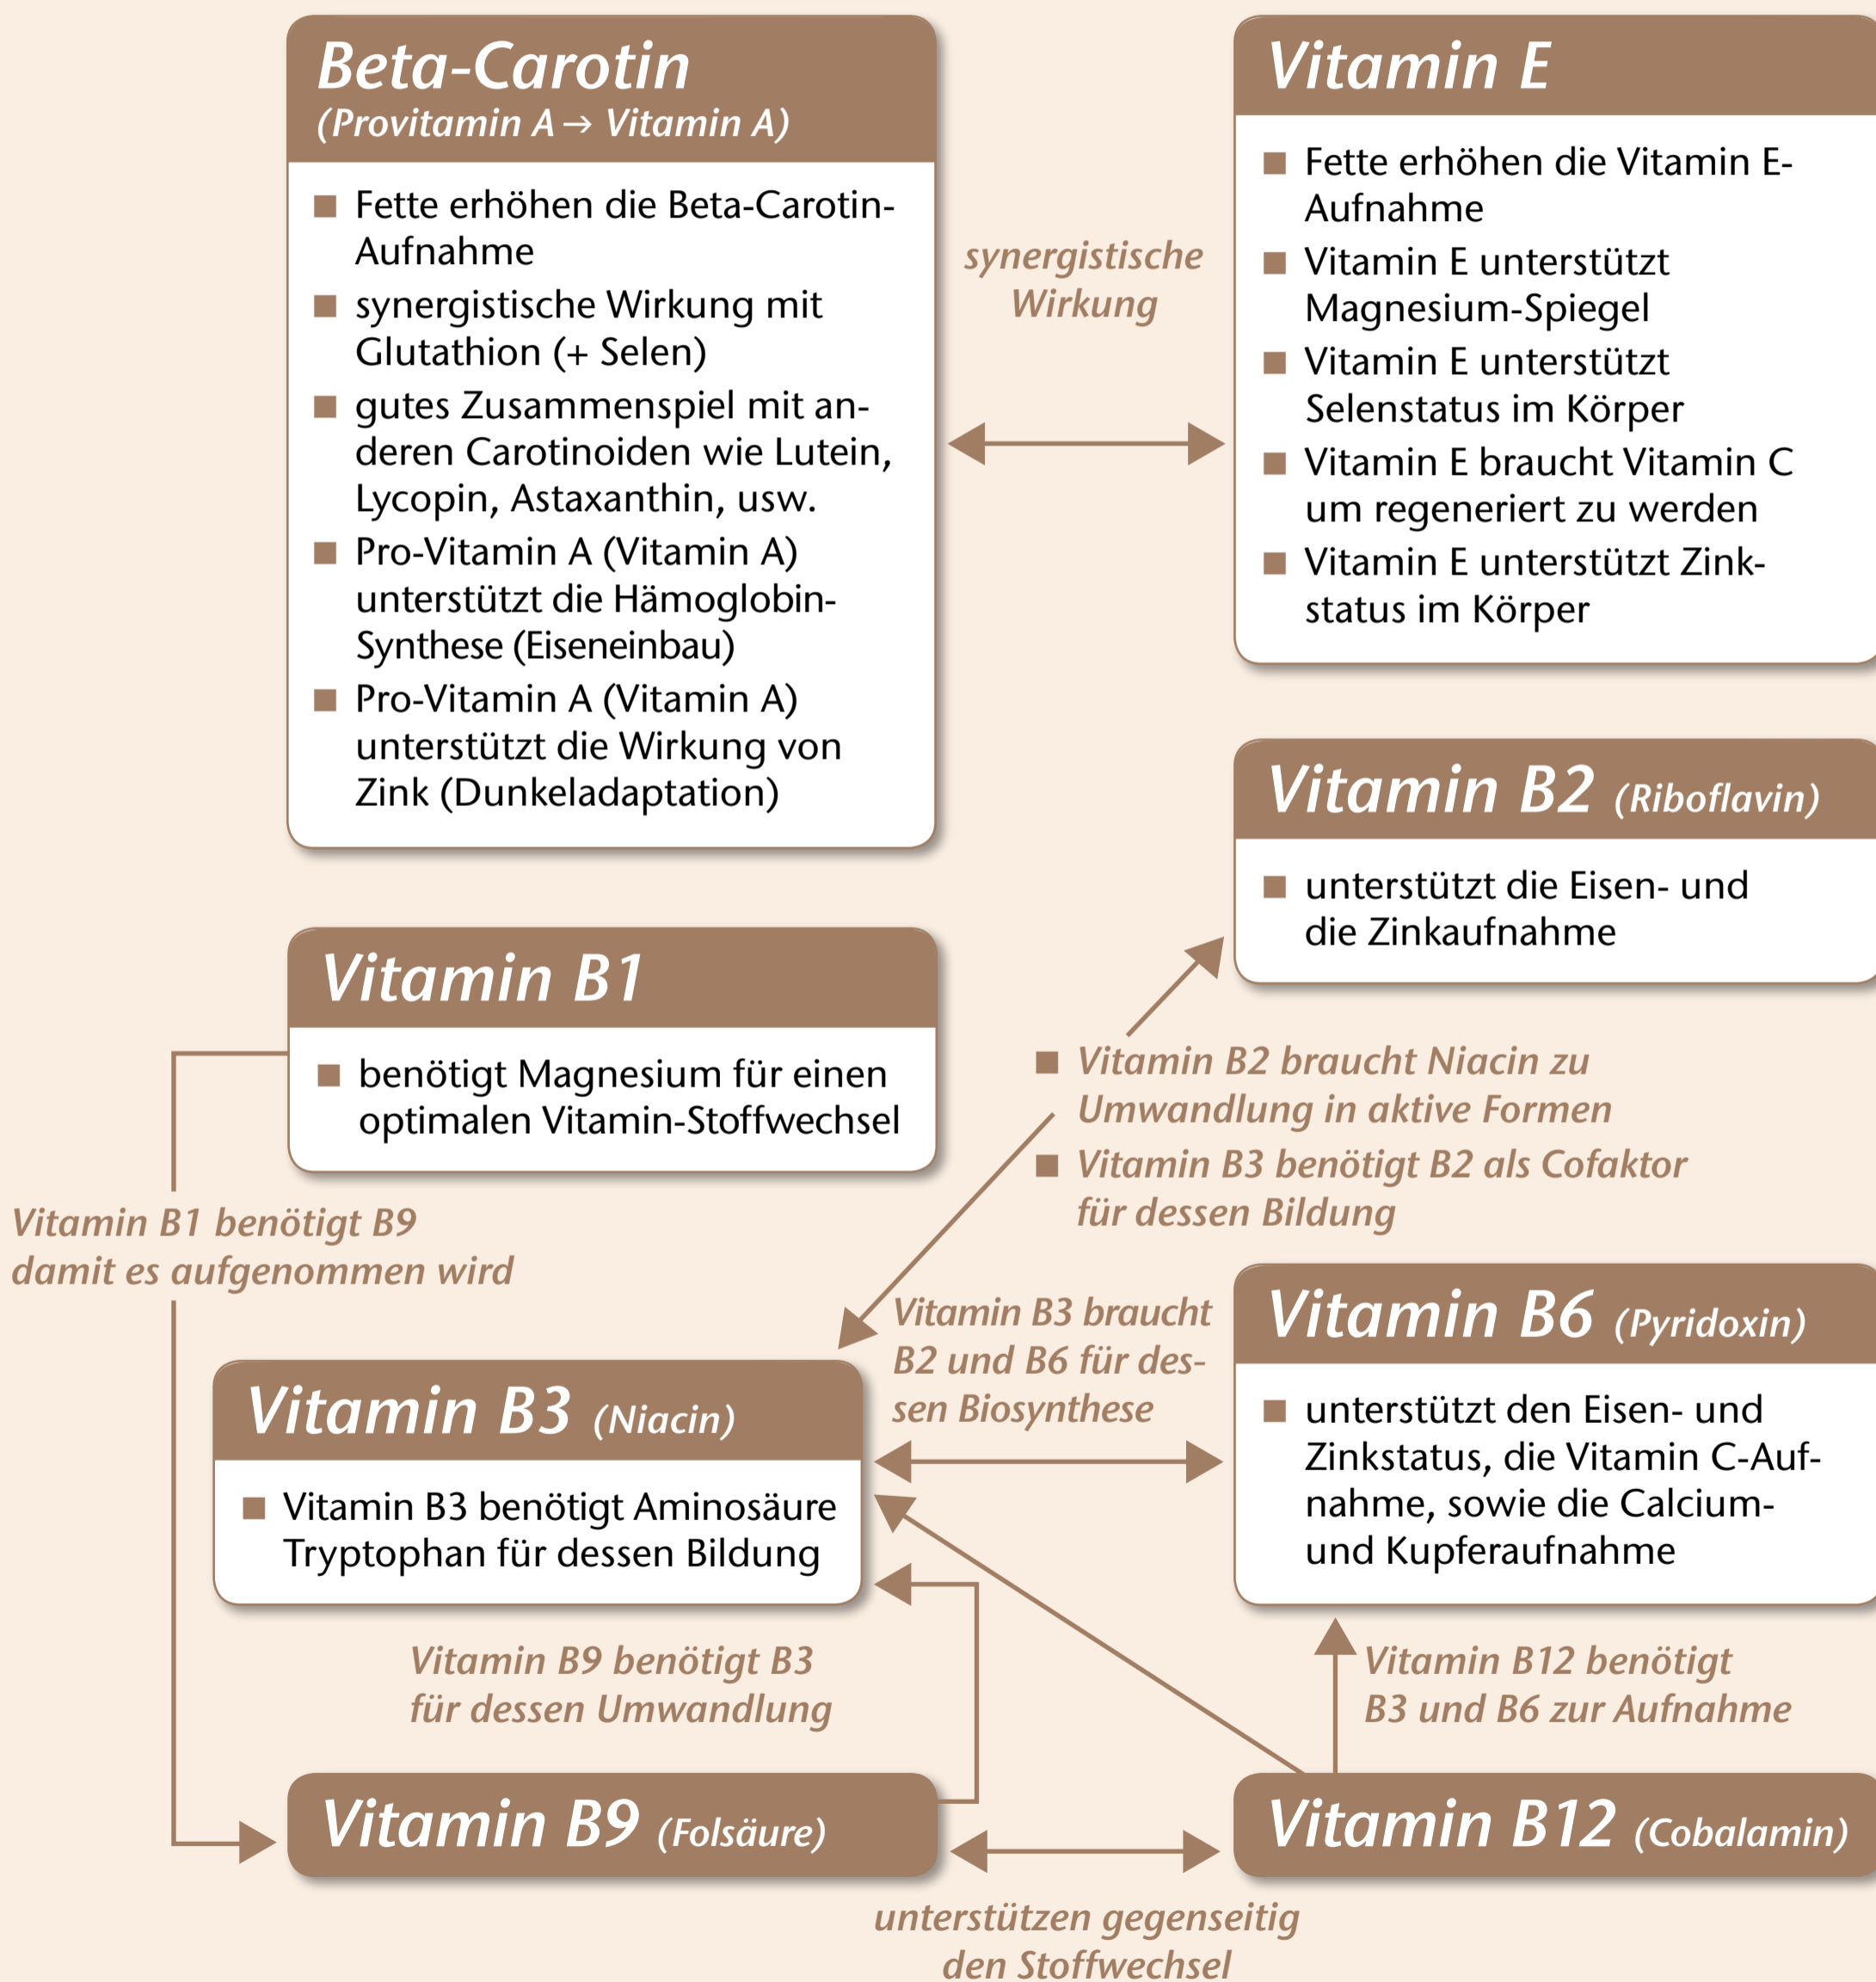 Beta-Carotin
(Provitamin A → Vitamin A)
■ Fette erhöhen die Beta-Carotin-
Aufnahme
■ synergistische Wirkung mit
Glutathion (+ Selen)
■ gutes Zusammenspiel mit an-
deren Carotinoiden wie Lutein,
Lycopin, Astaxanthin, usw.
■ Pro-Vitamin A (Vitamin A)
unterstützt die Hämoglobin-
Synthese (Eiseneinbau)
■ Pro-Vitamin A (Vitamin A)
unterstützt die Wirkung von
Zink (Dunkeladaptation)
synergistische
Wirkung
Vitamin E
■ Fette erhöhen die Vitamin E-
Aufnahme
■ Vitamin E unterstützt
Magnesium-Spiegel
■ Vitamin E unterstützt
Selenstatus im Körper
■ Vitamin E braucht Vitamin C
um regeneriert zu werden
■ Vitamin E unterstützt Zink-
status im Körper
Vitamin B2 (Riboflavin)
■ unterstützt die Eisen- und
die Zinkaufnahme
Vitamin B1
■ benötigt Magnesium für einen
optimalen Vitamin-Stoffwechsel
■ Vitamin B2 braucht Niacin zu
Umwandlung in aktive Formen
■ Vitamin B3 benötigt B2 als Cofaktor
für dessen Bildung
Vitamin B1 benötigt B9
damit es aufgenommen wird
Vitamin B3 braucht
B2 und B6 für des-
sen Biosynthese
Vitamin B6 (Pyridoxin)
■ unterstützt den Eisen- und
Zinkstatus, die Vitamin C-Auf-
nahme, sowie die Calcium-
und Kupferaufnahme
Vitamin B3 (Niacin)
■ Vitamin B3 benötigt Aminosäure
Tryptophan für dessen Bildung
Vitamin B9 benötigt B3
für dessen Umwandlung
Vitamin B12 benötigt
B3 und B6 zur Aufnahme
Vitamin B9 (Folsäure)
Vitamin B12 (Cobalamin)
unterstützen gegenseitig
den Stoffwechsel